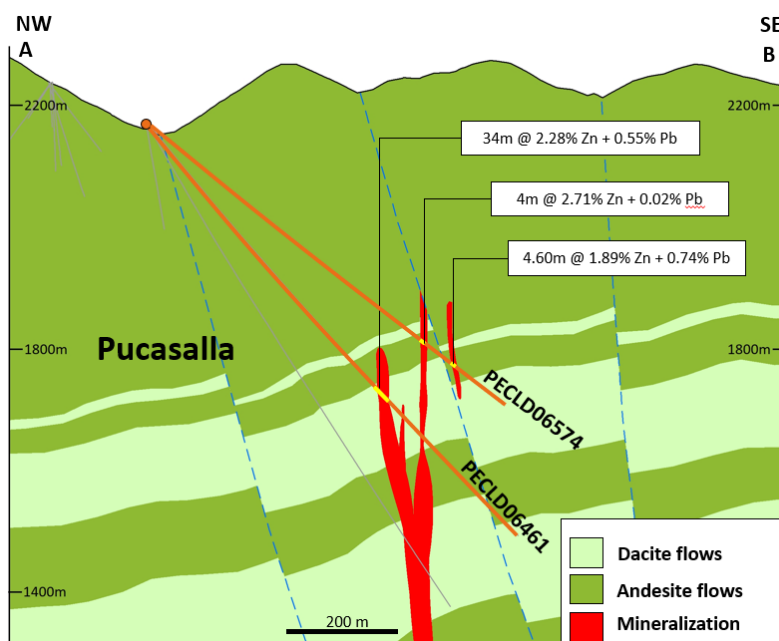 NW
A
SE
B
2200m
2200m
34m @ 2.28% Zn + 0.55% Pb
4m @ 2.71% Zn + 0.02% Pb
4.60m @ 1.89% Zn + 0.74% Pb
Pucasalla
1800m
1800m
PECLD06574
PECLD06461
1400m
200 m
Dacite flows
Andesite flows
Mineralization